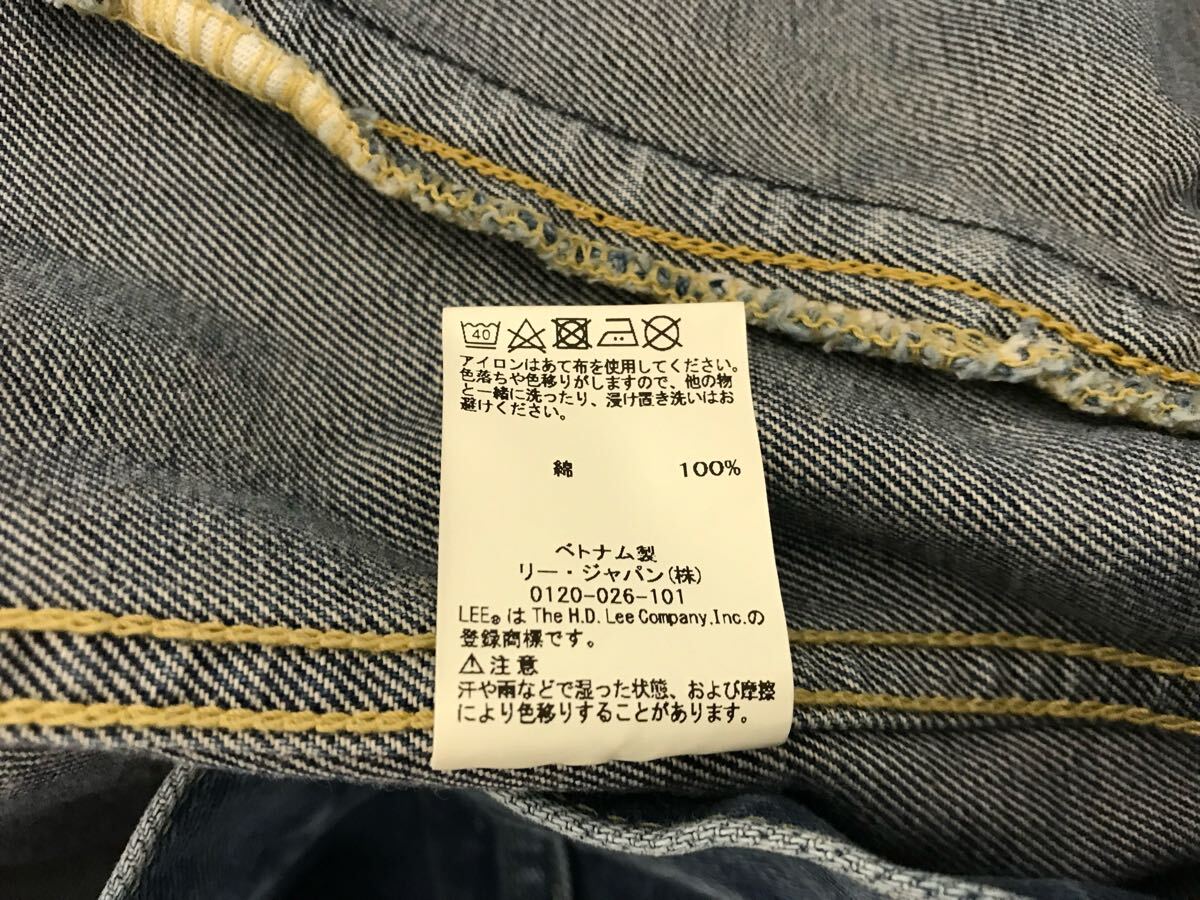 40
アイロンはあて布を使用してください。
色落ちや色移りがしますので、他の物
と一緒に洗ったり、浸け置き洗いはお
避けください。
綿 100%
ベトナム製
リー・ジャパン(株)
0120-026-101
LEE® は The H.D. Lee Company,Inc.の
登録商標です。
⚠注意
汗や雨などで湿った状態、および摩擦
により色移りすることがあります。